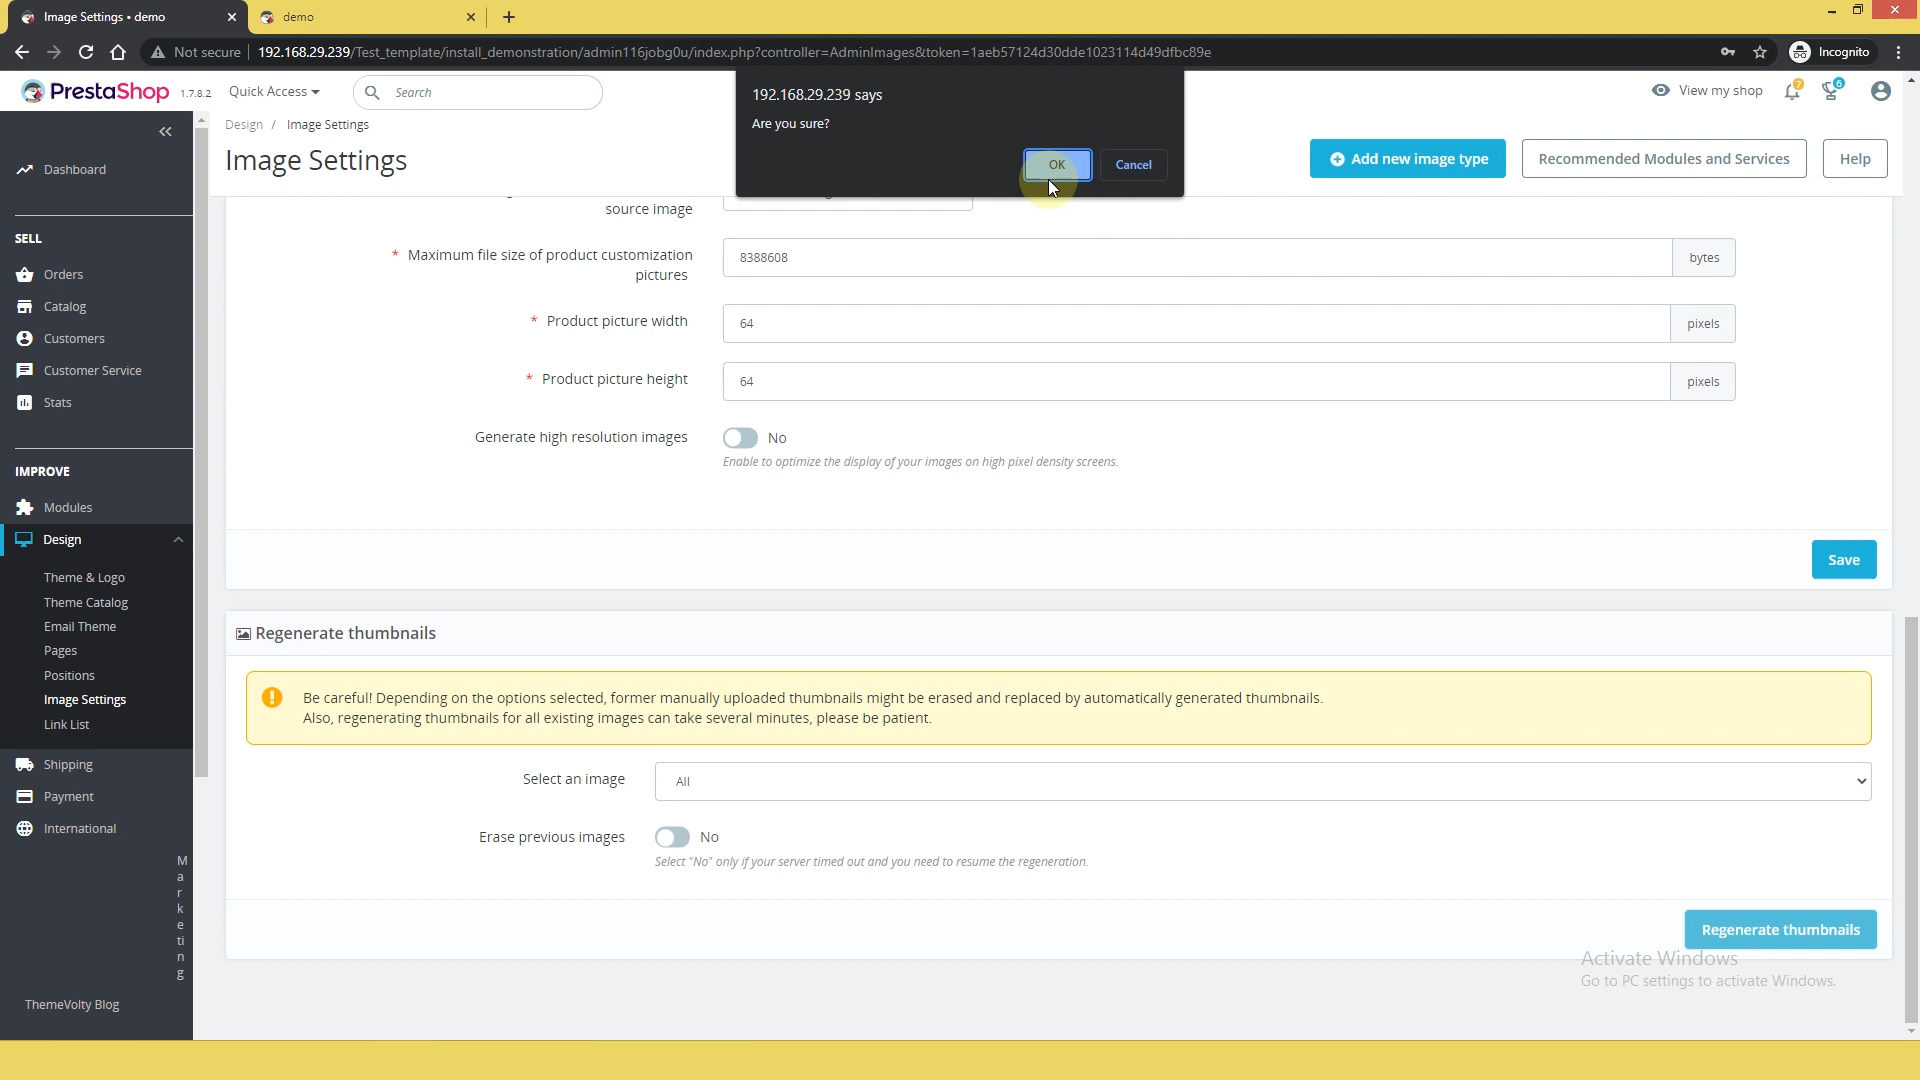 Image Settings • demo
demo
Not secure
192.168.29.239/Test_template/install_demonstration/admin116jobg0u/index.php?controller=AdminImages&token=1aeb57124d30dde1023114d49dfbc89e
Incognito
PrestaShop 1.7.8.2
Quick Access
Search
192.168.29.239 says
Are you sure?
OK
Cancel
View my shop
7
6
Design / Image Settings
Image Settings
Add new image type
Recommended Modules and Services
Help
Dashboard
SELL
Orders
Catalog
Customers
Customer Service
Stats
IMPROVE
Modules
Design
Theme & Logo
Theme Catalog
Email Theme
Pages
Positions
Image Settings
Link List
Shipping
Payment
International
Marketing
ThemeVolty Blog
source image
* Maximum file size of product customization
pictures
8388608
bytes
* Product picture width
64
pixels
* Product picture height
64
pixels
Generate high resolution images
No
Enable to optimize the display of your images on high pixel density screens.
Save
Regenerate thumbnails
Be careful! Depending on the options selected, former manually uploaded thumbnails might be erased and replaced by automatically generated thumbnails.
Also, regenerating thumbnails for all existing images can take several minutes, please be patient.
Select an image
All
Erase previous images
No
Select "No" only if your server timed out and you need to resume the regeneration.
Regenerate thumbnails
Activate Windows
Go to PC settings to activate Windows.